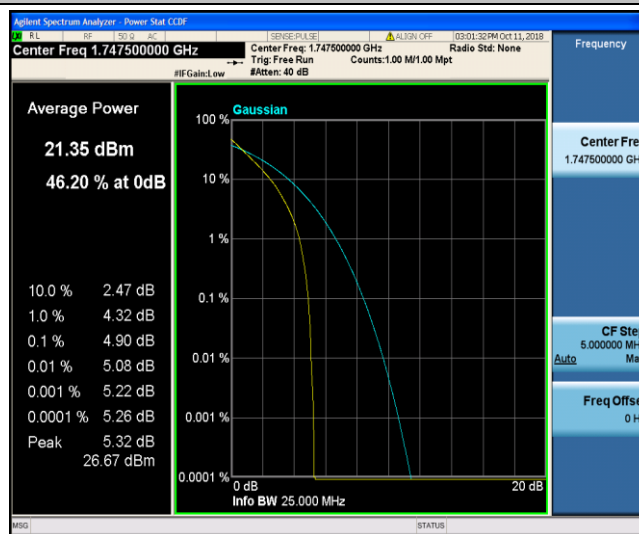 Agilent Spectrum Analyzer - Power Stat CCDF
RL RF 50 Ω AC SENSE:PULSE ALIGN OFF 03:01:32 PM Oct 11, 2018
Center Freq 1.747500000 GHz
Center Freq: 1.747500000 GHz Radio Std: None
Trig: Free Run Counts:1.00 M/1.00 Mpt
#IFGain:Low #Atten: 40 dB
Frequency
Average Power
21.35 dBm
46.20 % at 0dB
10.0 % 2.47 dB
1.0 % 4.32 dB
0.1 % 4.90 dB
0.01 % 5.08 dB
0.001 % 5.22 dB
0.0001 % 5.26 dB
Peak 5.32 dB
26.67 dBm
Gaussian
100 %
10 %
1 %
0.1 %
0.01 %
0.001 %
0.0001 %
0 dB 20 dB
Info BW 25.000 MHz
Center Fre
1.747500000 GH
CF Ste
5.000000 MH
Auto Ma
Freq Offse
0 H
MSG STATUS